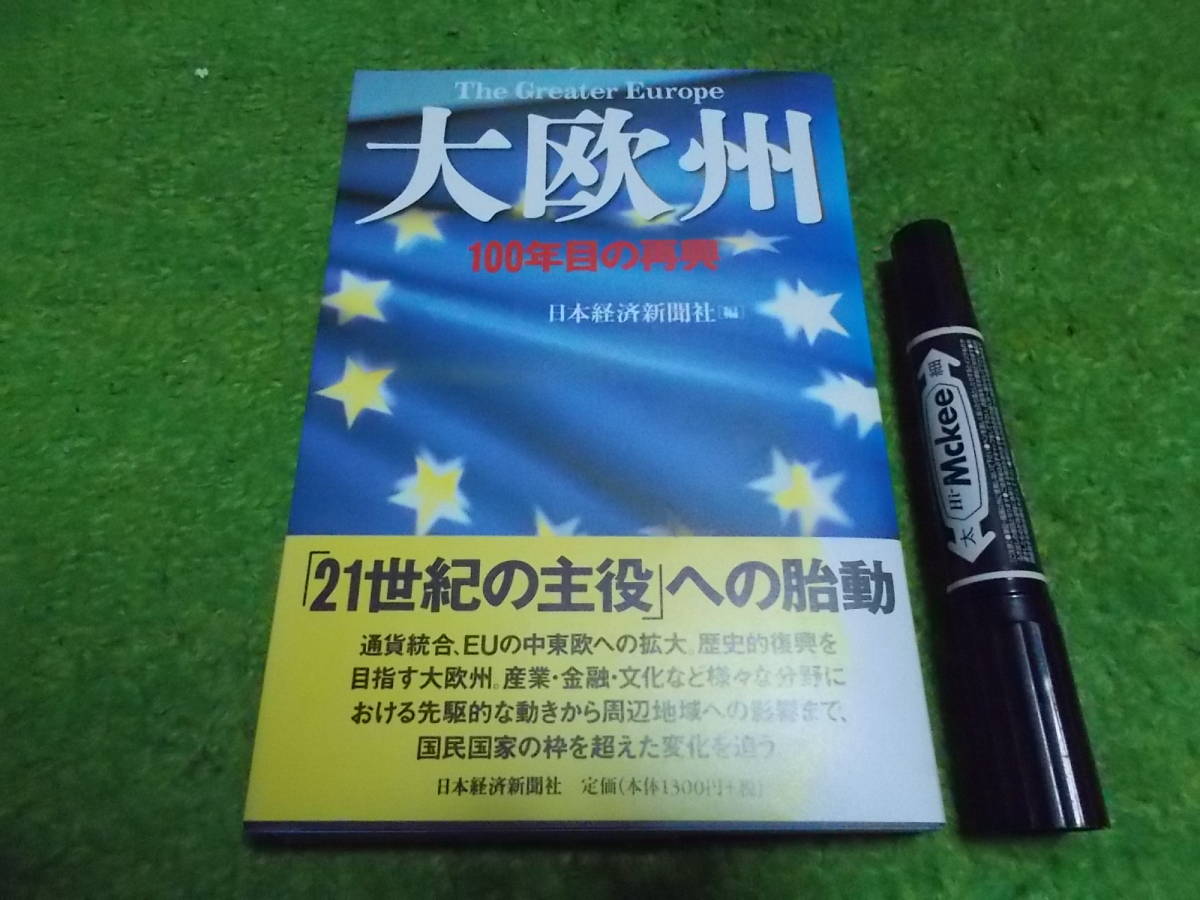 The Greater Europe
大欧州
100年目の再興
日本経済新聞社[編]
「21世紀の主役」への胎動
通貨統合、EUの中東欧への拡大。歴史的復興を
目指す大欧州。産業・金融・文化など様々な分野に
おける先駆的な動きから周辺地域への影響まで、
国民国家の枠を超えた変化を追う
日本経済新聞社 定価(本体1300円+税)
細
Hi-Mckee
太